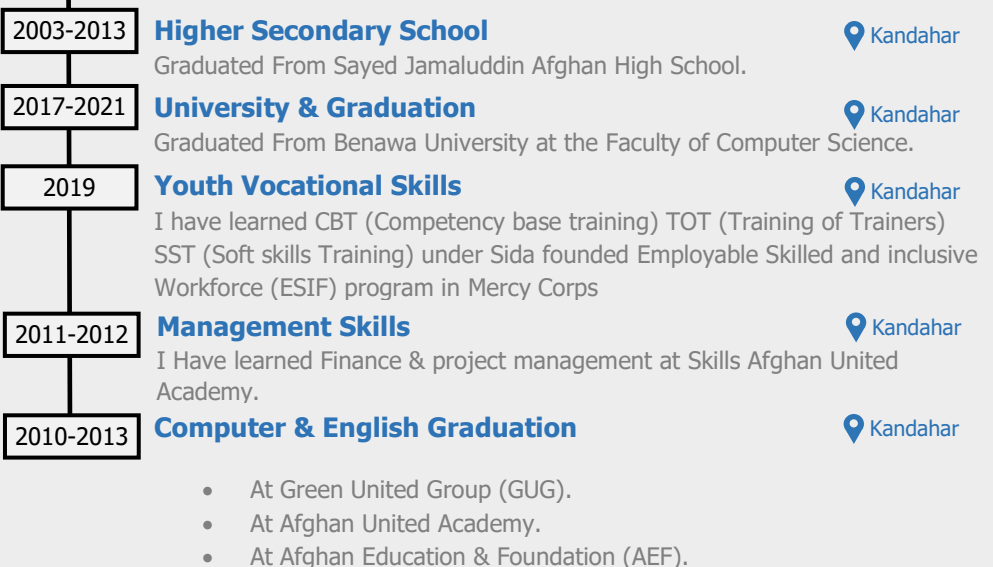 2003-2013 Higher Secondary School Kandahar
Graduated From Sayed Jamaluddin Afghan High School.
2017-2021 University & Graduation Kandahar
Graduated From Benawa University at the Faculty of Computer Science.
2019 Youth Vocational Skills Kandahar
I have learned CBT (Competency base training) TOT (Training of Trainers)
SST (Soft skills Training) under Sida founded Employable Skilled and inclusive
Workforce (ESIF) program in Mercy Corps
2011-2012 Management Skills Kandahar
I Have learned Finance & project management at Skills Afghan United
Academy.
2010-2013 Computer & English Graduation Kandahar
• At Green United Group (GUG).
• At Afghan United Academy.
• At Afghan Education & Foundation (AEF).